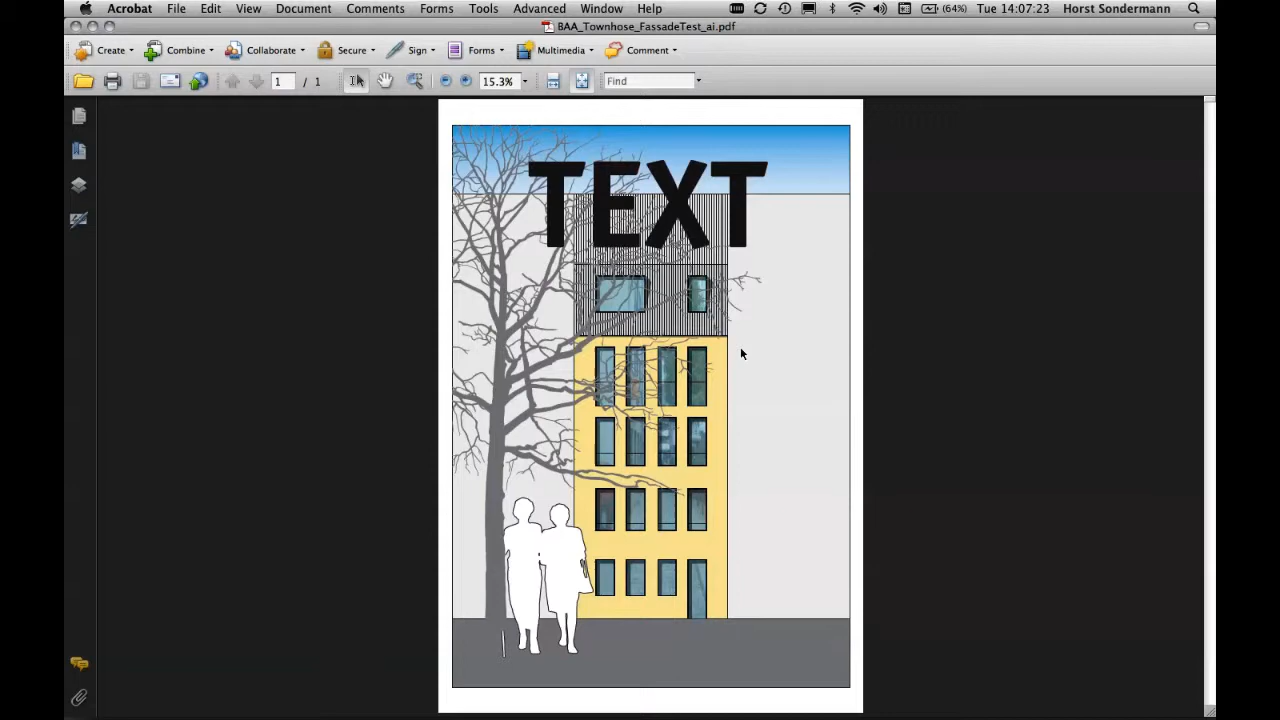 Acrobat File Edit View Document Comments Forms Tools Advanced Window Help (64%) Tue 14:07:23 Horst Sondermann
BAA_Townhose_FassadeTest_ai.pdf
Create Combine Collaborate Secure Sign Forms Multimedia Comment
1 / 1 15.3% Find
TEXT